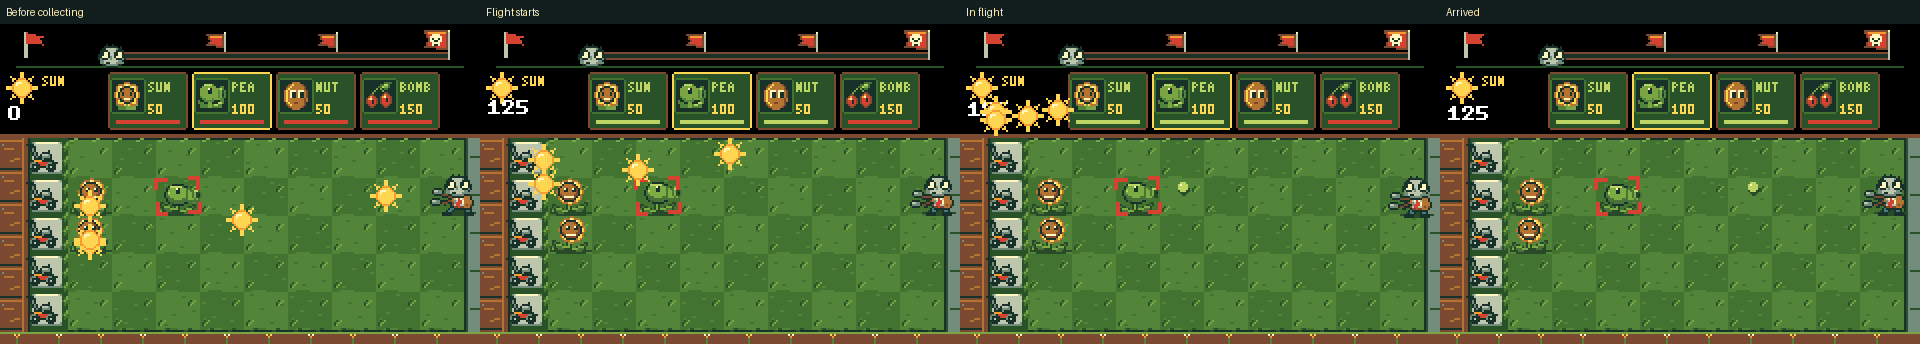 Before collecting
SUN
0
SUN
50
PEA
100
NUT
50
BOMB
150
Flight starts
SUN
125
SUN
50
PEA
100
NUT
50
BOMB
150
In flight
SUN
SUN
50
PEA
100
NUT
50
BOMB
150
Arrived
SUN
125
SUN
50
PEA
100
NUT
50
BOMB
150